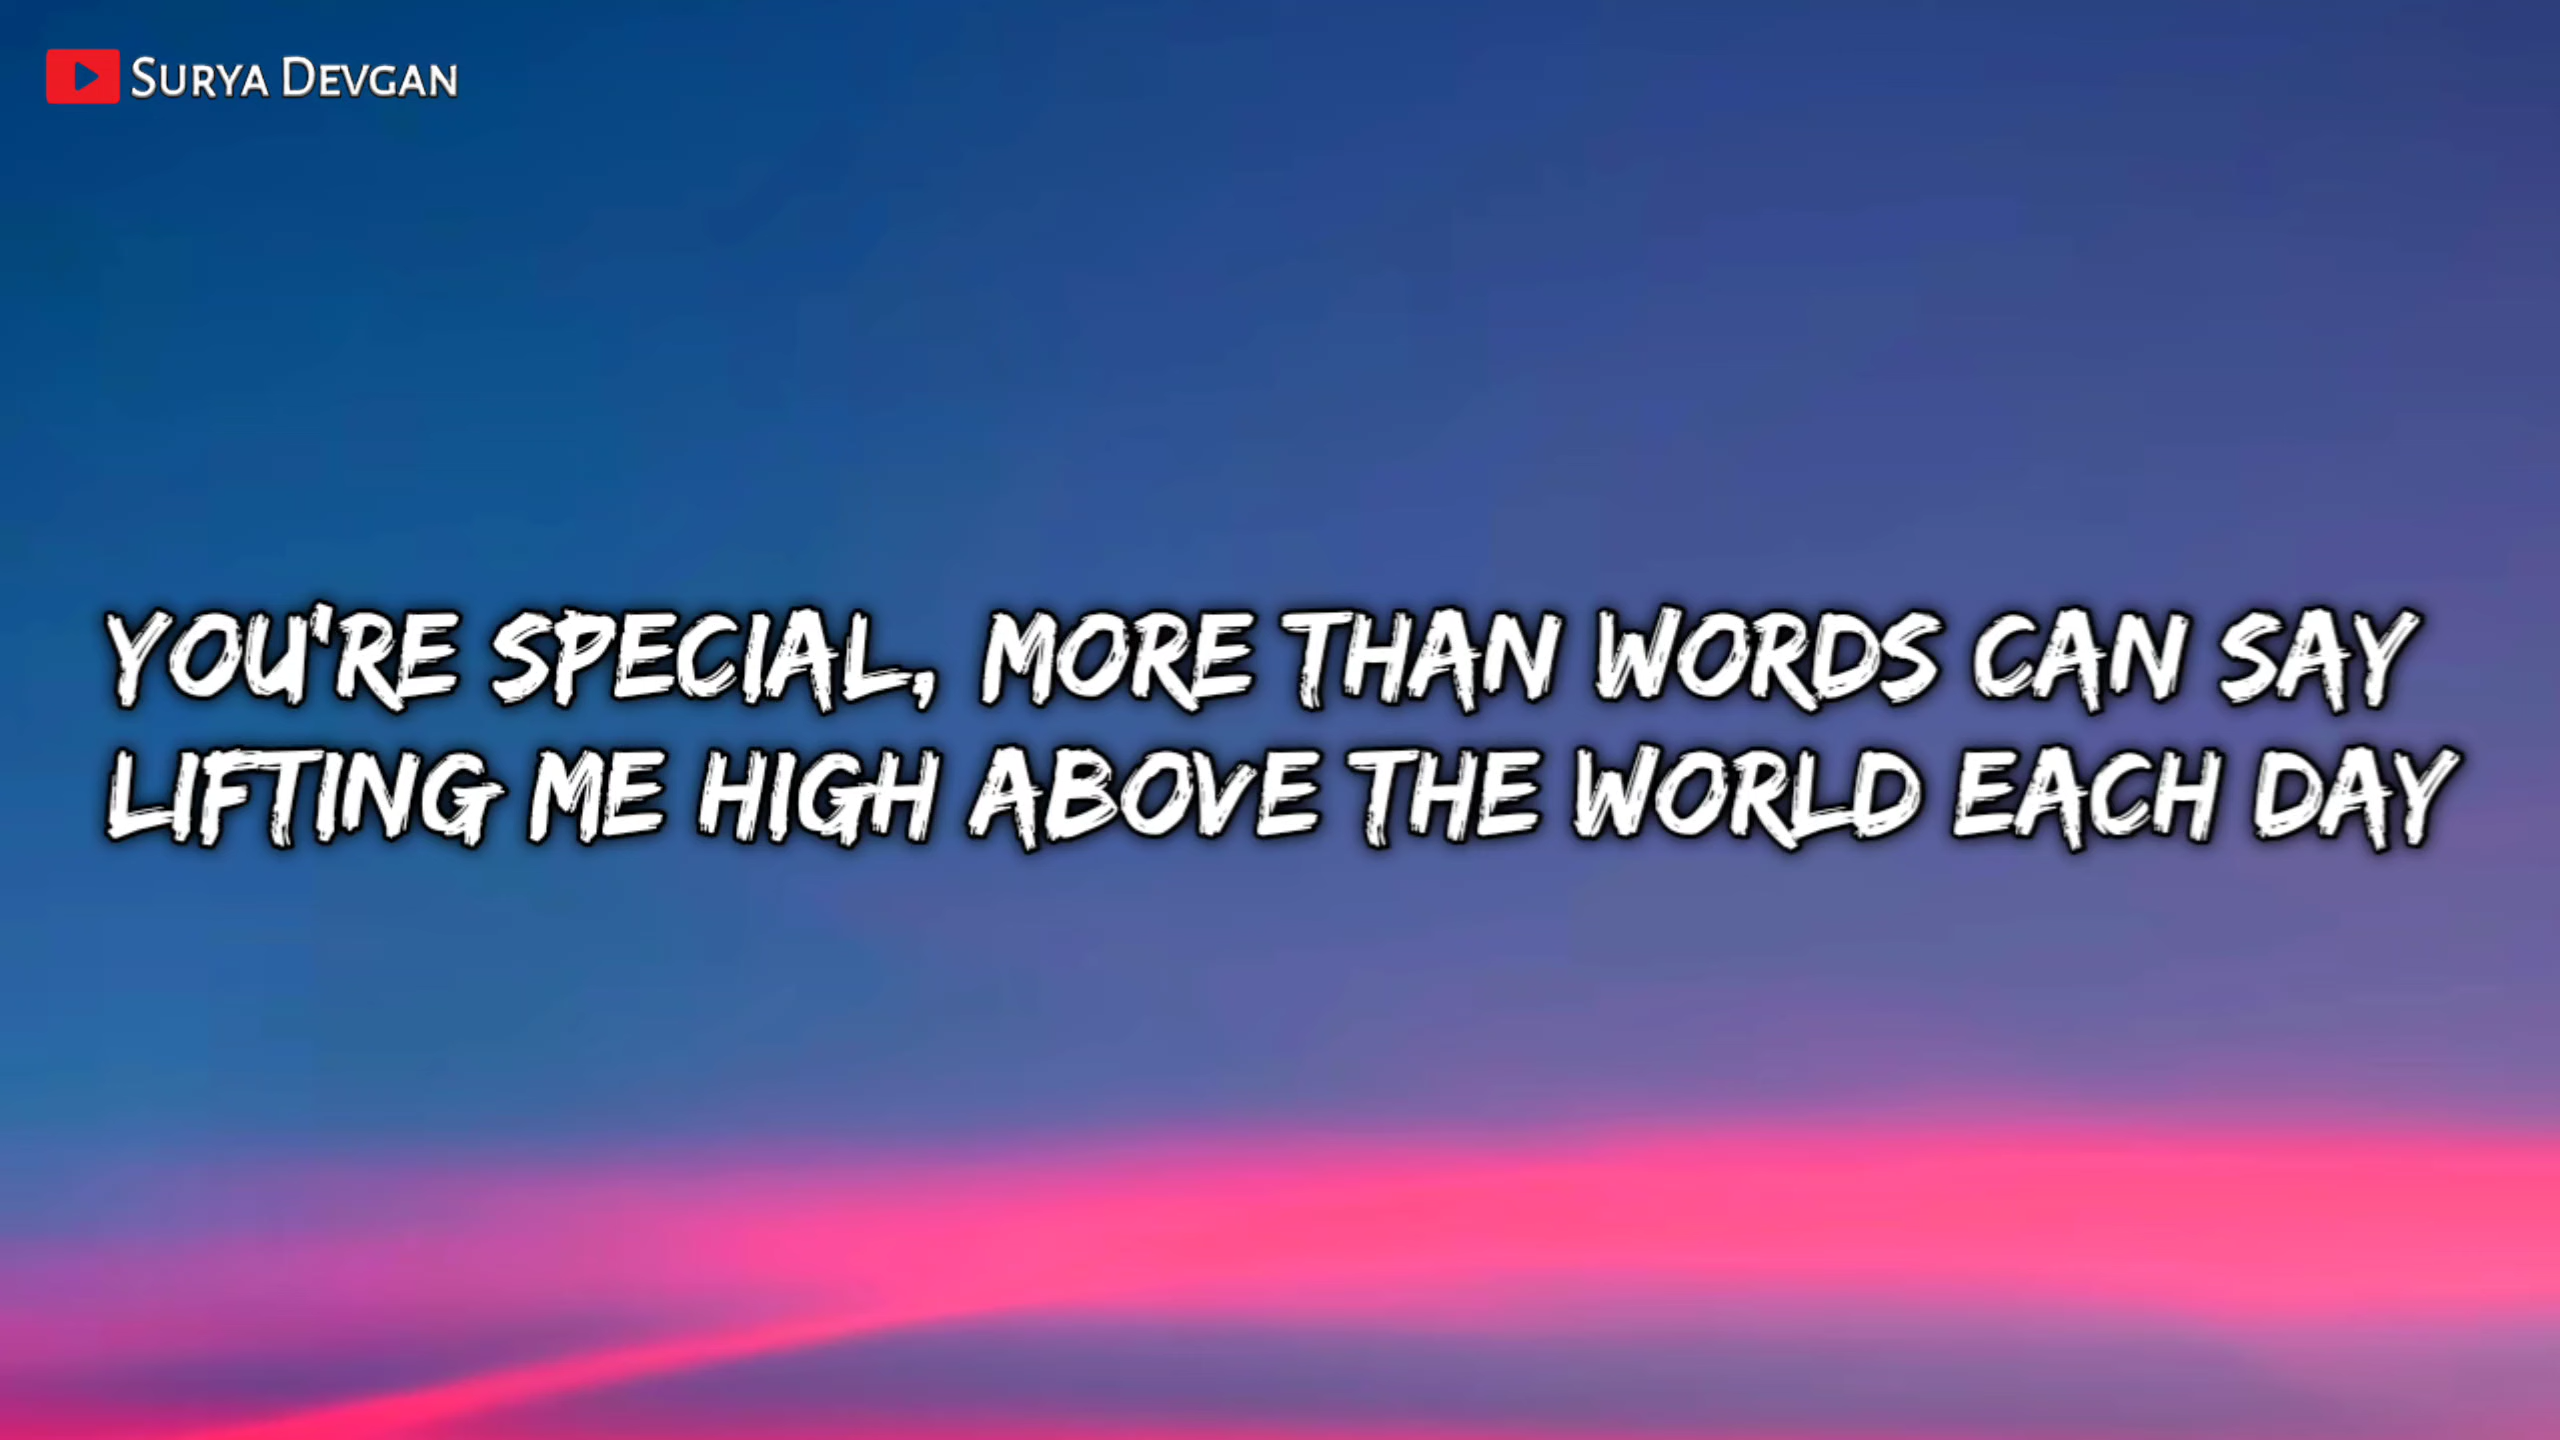 SURYA DEVGAN
YOU'RE SPECIAL, MORE THAN WORDS CAN SAY
LIFTING ME HIGH ABOVE THE WORLD EACH DAY